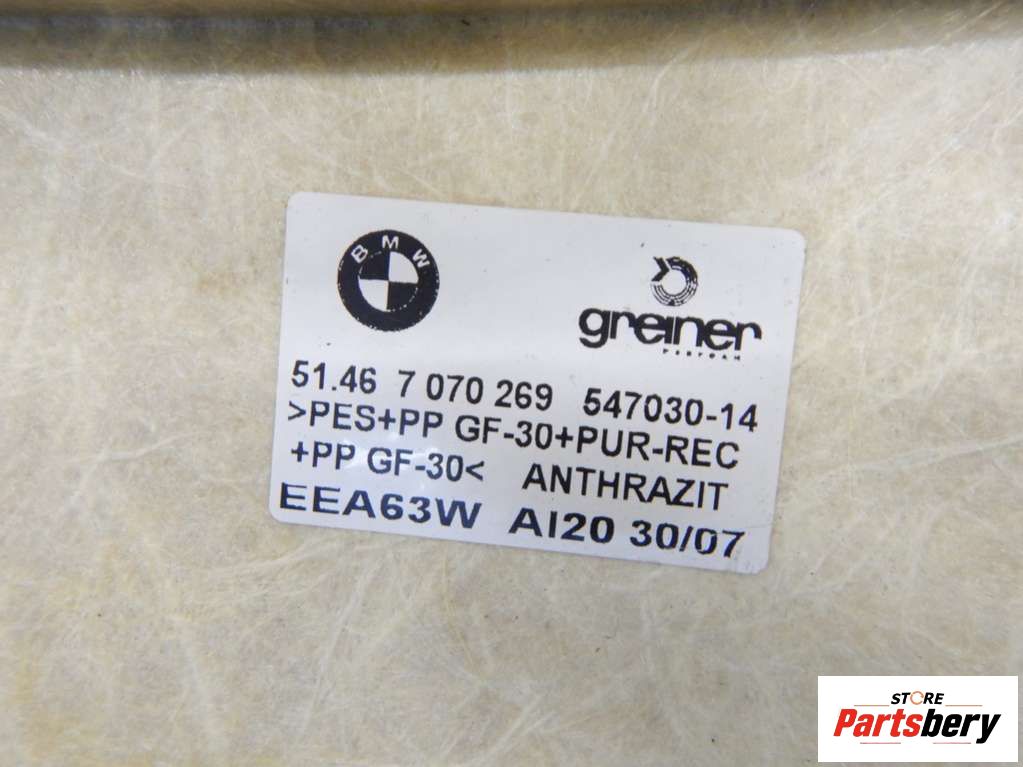 BMW
greiner
PERFOAM
51.46 7 070 269 547030-14
>PES+PP GF-30+PUR-REC
+PP GF-30< ANTHRAZIT
EEA63W AI20 30/07
STORE
Partsbery